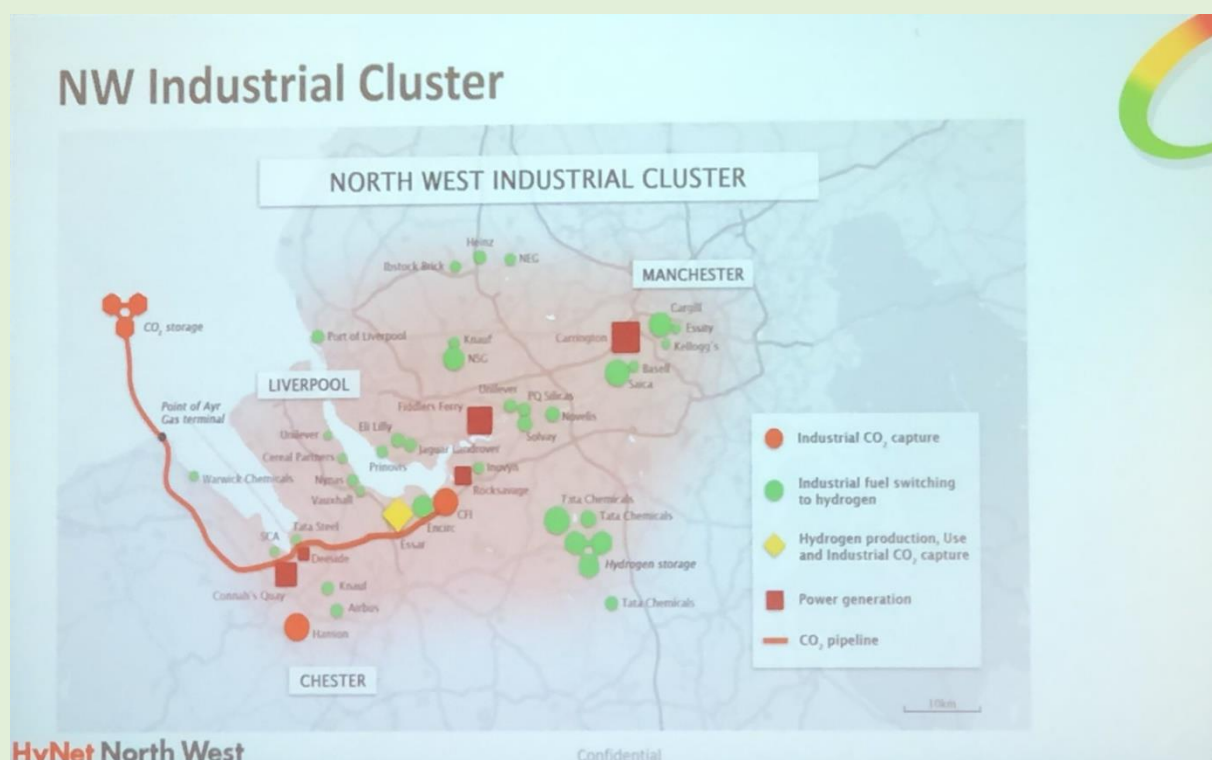 NW Industrial Cluster
NORTH WEST INDUSTRIAL CLUSTER
Heinz
NEG
Ibstock Brick
MANCHESTER
CO₂ storage
Port of Liverpool
Knauf
NSG
Cargill
Essity
Kellogg's
Carrington
Basell
Saica
LIVERPOOL
Point of Ayr
Gas terminal
Unilever
PQ Silicas
Fiddlers Ferry
Novelis
Solvay
Eli Lilly
Unilever
Jaguar Landrover
Cereal Partners
Prinovis
Inovyn
Warwick Chemicals
Nynas
Rocksavage
Vauxhall
CFI
Encirc
Essar
Tata Chemicals
Tata Chemicals
Hydrogen storage
Tata Chemicals
Tata Steel
SCA
Deeside
Connah's Quay
Knauf
Airbus
Hanson
CHESTER
Industrial CO₂ capture
Industrial fuel switching
to hydrogen
Hydrogen production, Use
and Industrial CO₂ capture
Power generation
CO₂ pipeline
10km
HyNet North West
Confidential